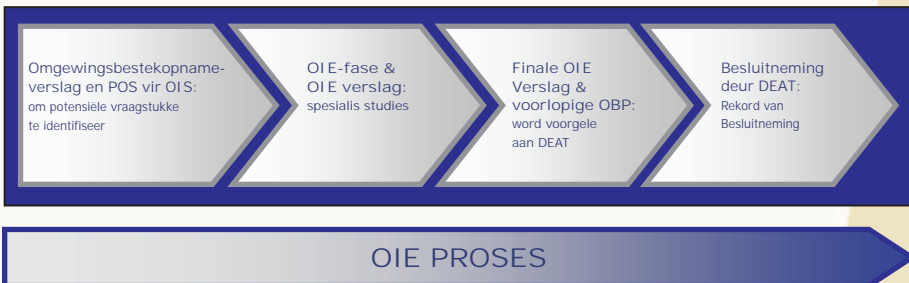 Omgewingsbestekopname-
verslag en POS vir OIS:
om potensiële vraagstukke
te identifiseer
OIE-fase &
OIE verslag:
spesialis studies
Finale OIE
Verslag &
voorlopige OBP:
word voorgele
aan DEAT
Besluitneming
deur DEAT:
Rekord van
Besluitneming
OIE PROSES